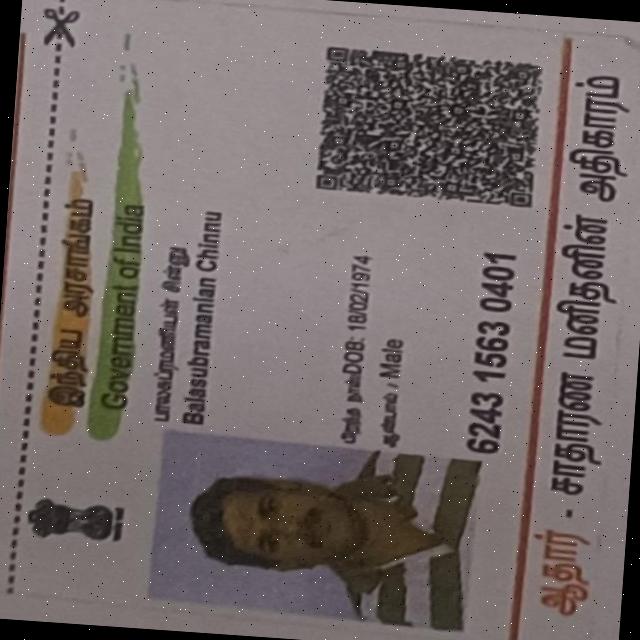 இந்திய அரசாங்கம்
Government of India
பாலசுப்ரமணியன் சின்னு
Balasubramanian Chinnu
பிறந்த நாள்/DOB: 18/02/1974
ஆண்பால் / Male
6243 1563 0401
ஆதார் - சாதாரண மனிதனின் அதிகாரம்